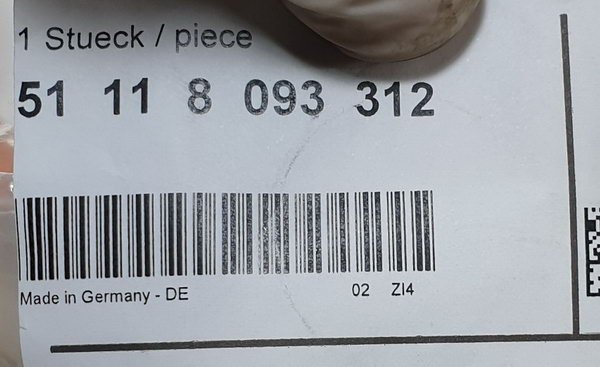 1 Stueck / piece
51 11 8 093 312
Made in Germany - DE 02 ZI4